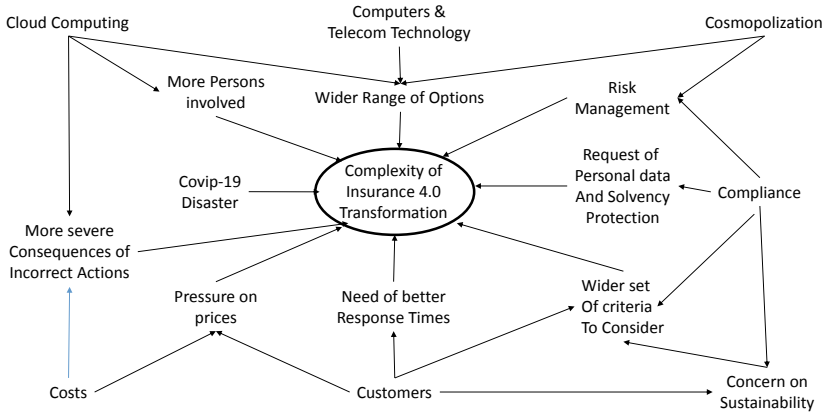 Cloud Computing
Computers &
Telecom Technology
Cosmopolization
More Persons
involved
Wider Range of Options
Risk
Management
Covip-19
Disaster
Complexity of
Insurance 4.0
Transformation
Request of
Personal data
And Solvency
Protection
Compliance
More severe
Consequences of
Incorrect Actions
Pressure on
prices
Need of better
Response Times
Wider set
Of criteria
To Consider
Costs
Customers
Concern on
Sustainability